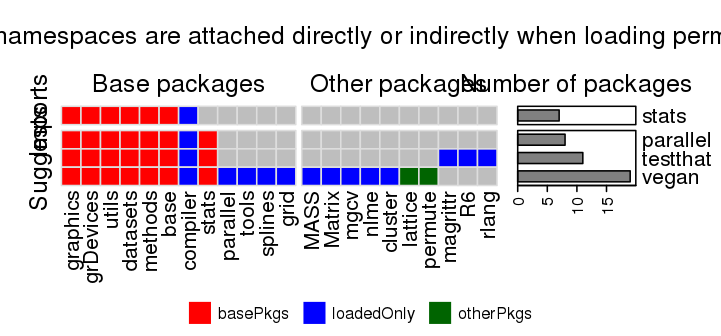 namespaces are attached directly or indirectly when loading perm
Base packages
Other packages
Number of packages
Imports
Suggests
stats
parallel
testthat
vegan
0
5
10
15
graphics
grDevices
utils
datasets
methods
base
compiler
stats
parallel
tools
splines
grid
MASS
Matrix
mgcv
nlme
cluster
lattice
permute
magrittr
R6
rlang
basePkgs
loadedOnly
otherPkgs